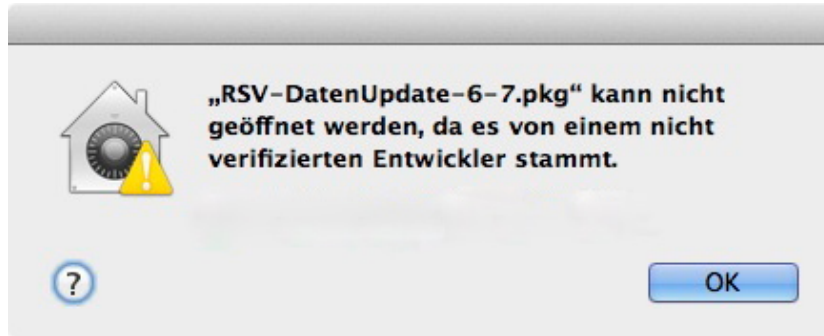 „RSV-DatenUpdate-6-7.pkg“ kann nicht
geöffnet werden, da es von einem nicht
verifizierten Entwickler stammt.
?
OK